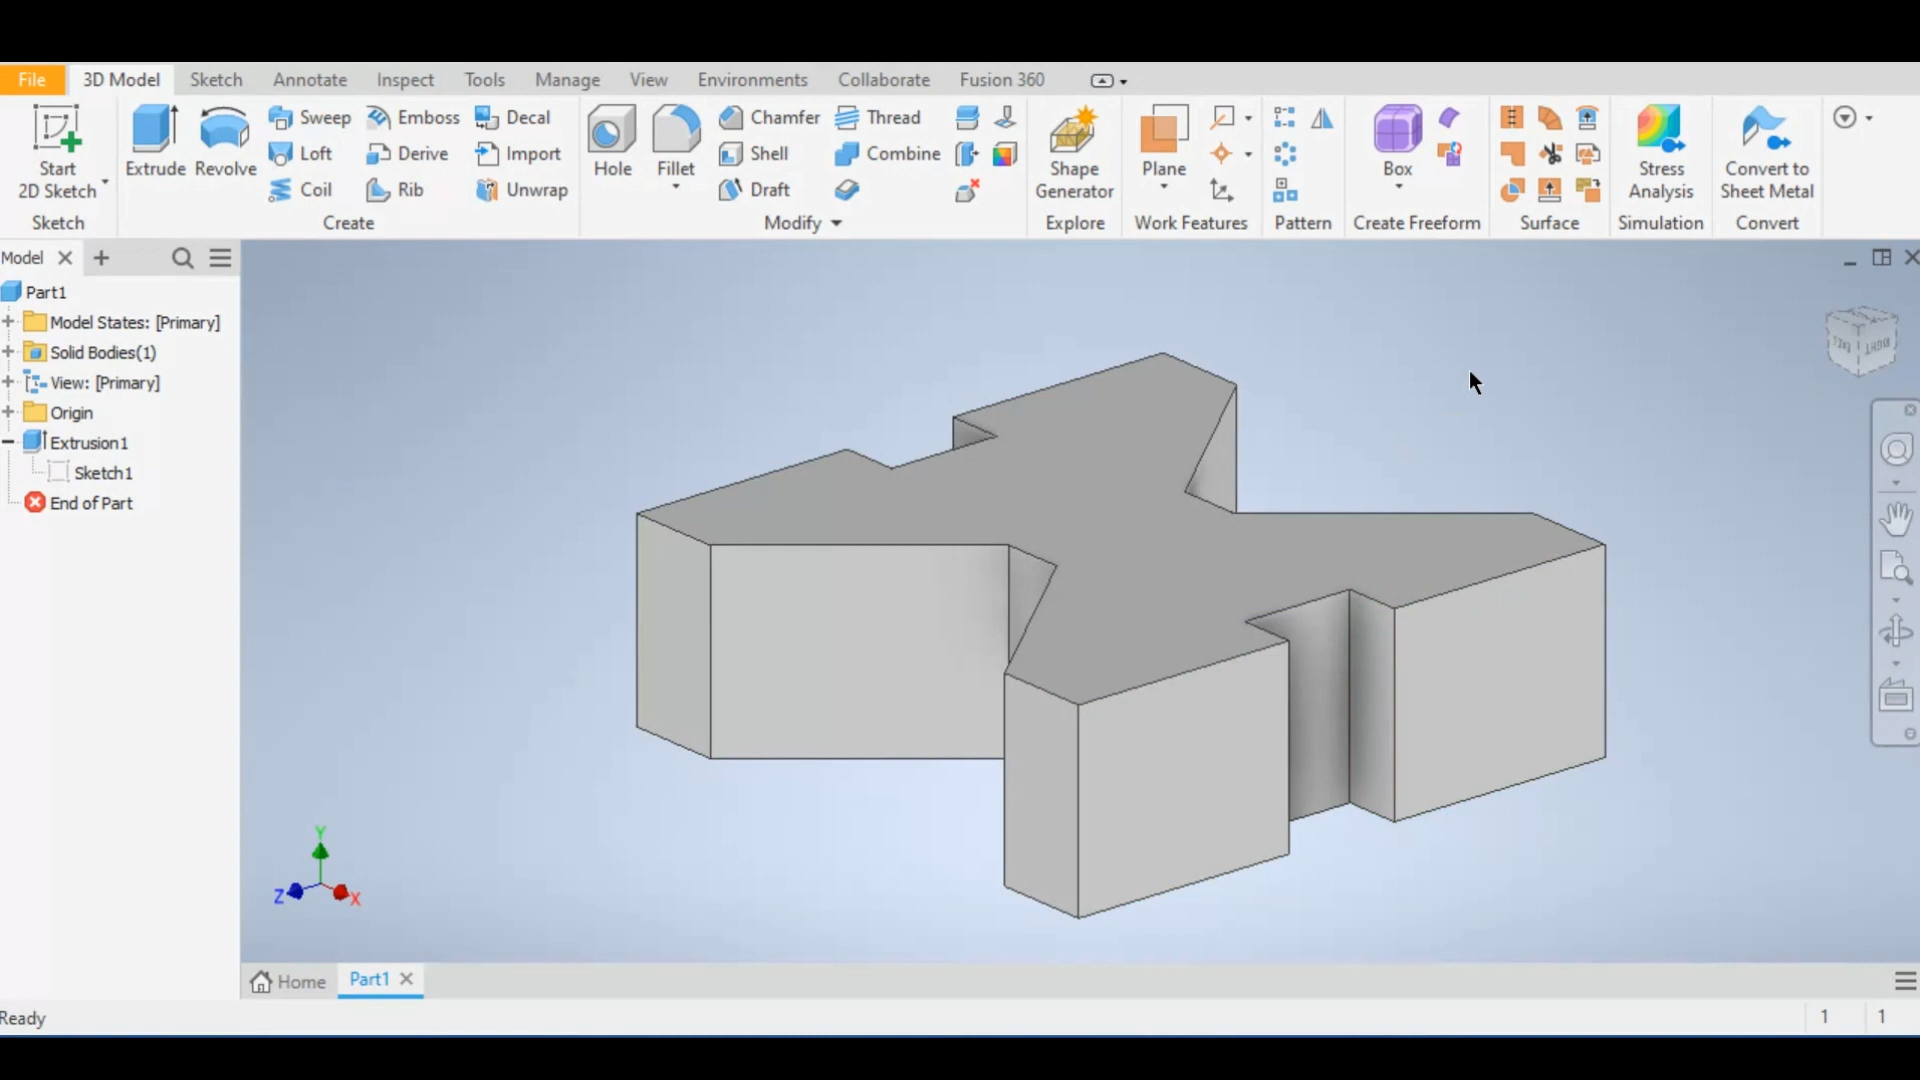 File 3D Model Sketch Annotate Inspect Tools Manage View Environments Collaborate Fusion 360
Start
2D Sketch
Sketch
Extrude Revolve
Sweep Emboss Decal
Loft Derive Import
Coil Rib Unwrap
Create
Hole Fillet
Chamfer Thread
Shell Combine
Draft
Modify
Shape
Generator
Explore
Plane
Work Features
Pattern
Box
Create Freeform
Surface
Stress
Analysis
Simulation
Convert to
Sheet Metal
Convert
Model
Part1
Model States: [Primary]
Solid Bodies(1)
View: [Primary]
Origin
Extrusion1
Sketch1
End of Part
Y
Z X
Home Part1
Ready 1 1